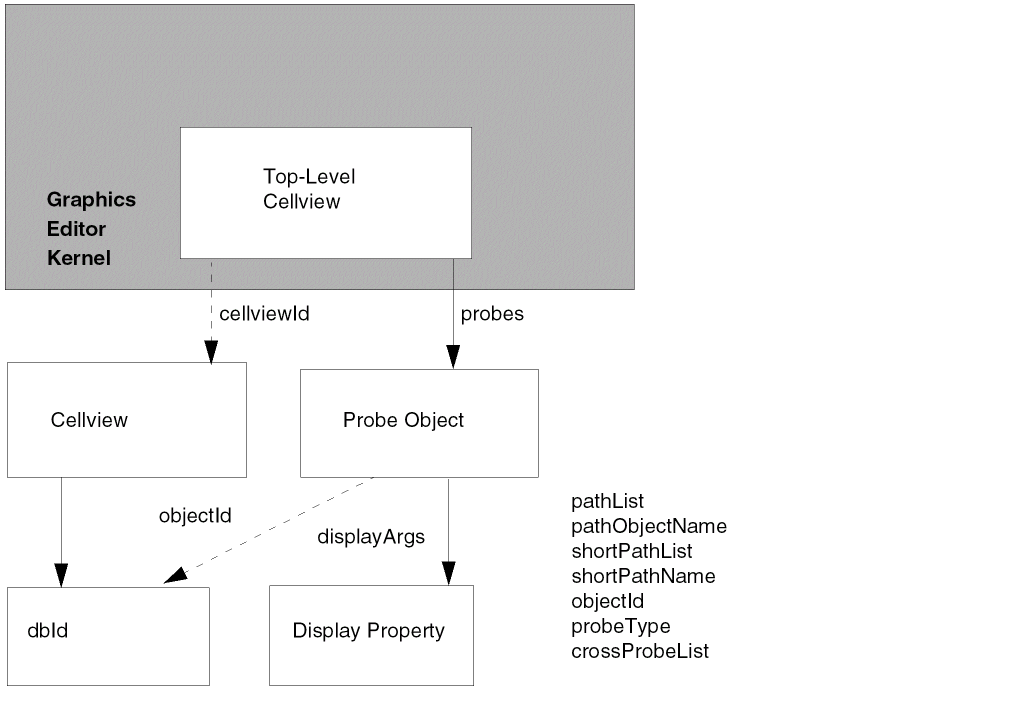 Top-Level
Cellview
Graphics
Editor
Kernel
cellviewId
probes
Cellview
Probe Object
objectId
displayArgs
dbId
Display Property
pathList
pathObjectName
shortPathList
shortPathName
objectId
probeType
crossProbeList